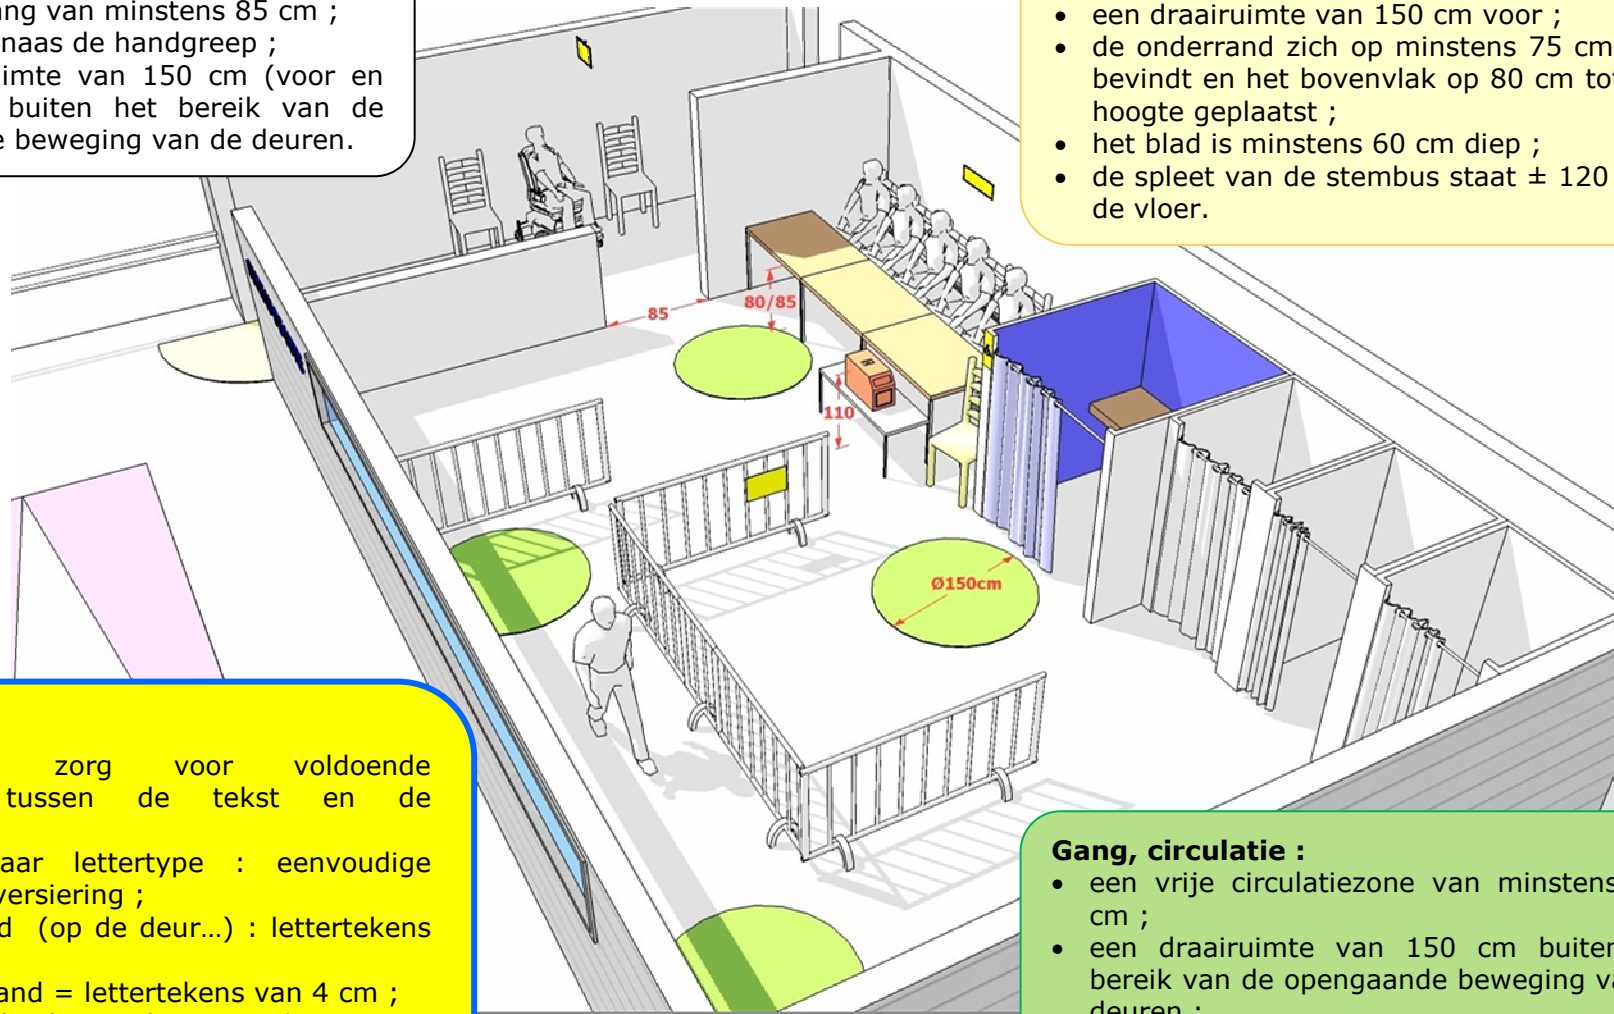 ang van minstens 85 cm ;
naas de handgreep ;
uimte van 150 cm (voor en
buiten het bereik van de
e beweging van de deuren.
• een draairuimte van 150 cm voor ;
• de onderrand zich op minstens 75 cm
bevindt en het bovenvlak op 80 cm tot
hoogte geplaatst ;
• het blad is minstens 60 cm diep ;
• de spleet van de stembus staat ± 120
de vloer.
85
80/85
110
Ø150cm
zorg voor voldoende
tussen de tekst en de
aar lettertype : eenvoudige
versiering ;
d (op de deur…) : lettertekens
and = lettertekens van 4 cm ;
Gang, circulatie :
• een vrije circulatiezone van minstens
cm ;
• een draairuimte van 150 cm buiten
bereik van de opengaande beweging va
deuren ;